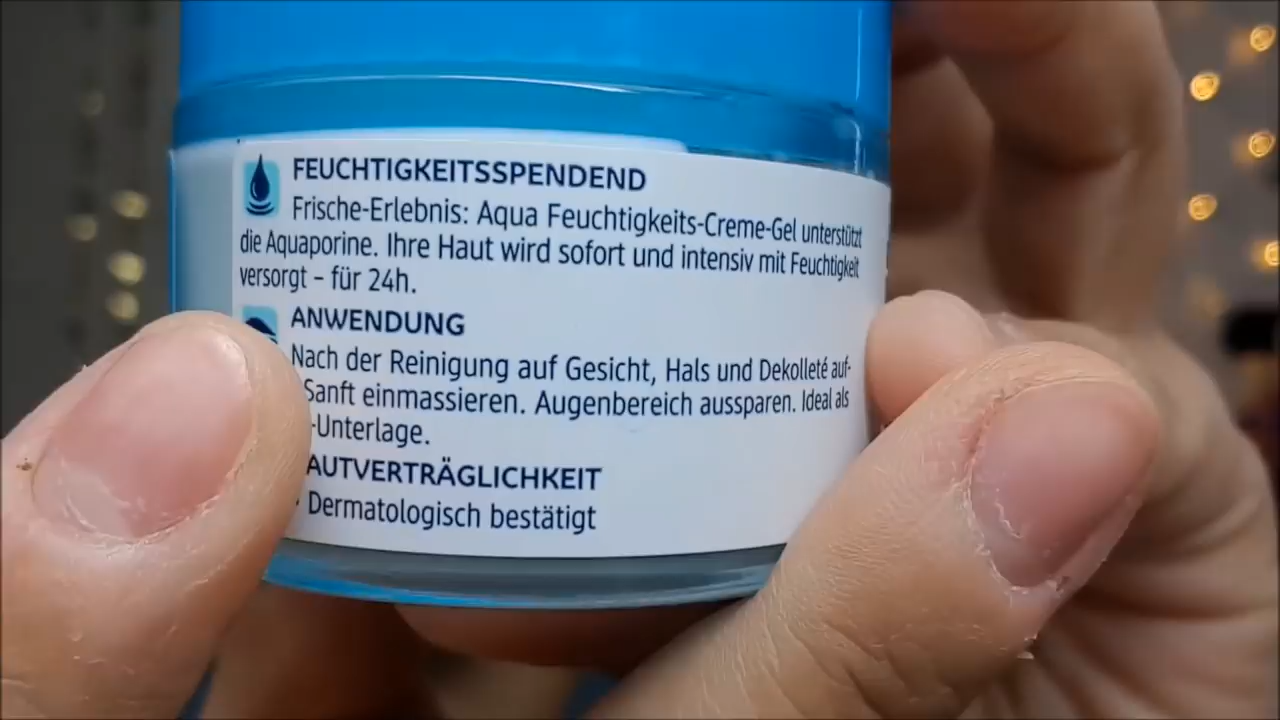 FEUCHTIGKEITSSPENDEND
Frische-Erlebnis: Aqua Feuchtigkeits-Creme-Gel unterstützt
die Aquaporine. Ihre Haut wird sofort und intensiv mit Feuchtigkeit
versorgt – für 24h.
ANWENDUNG
Nach der Reinigung auf Gesicht, Hals und Dekolleté auf-
Sanft einmassieren. Augenbereich aussparen. Ideal als
-Unterlage.
AUTVERTRÄGLICHKEIT
Dermatologisch bestätigt